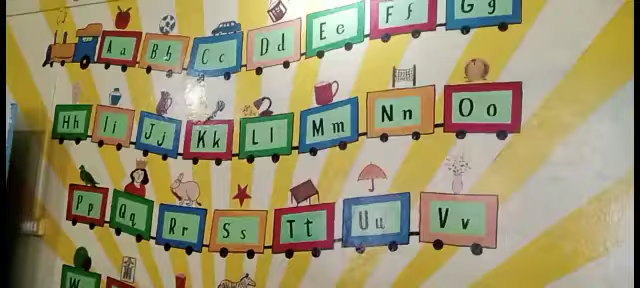 Aa Bb Cc Dd Ee Ff Gg
Hh Ii Jj Kk Ll Mm Nn Oo
Pp Qq Rr Ss Tt Uu Vv
W